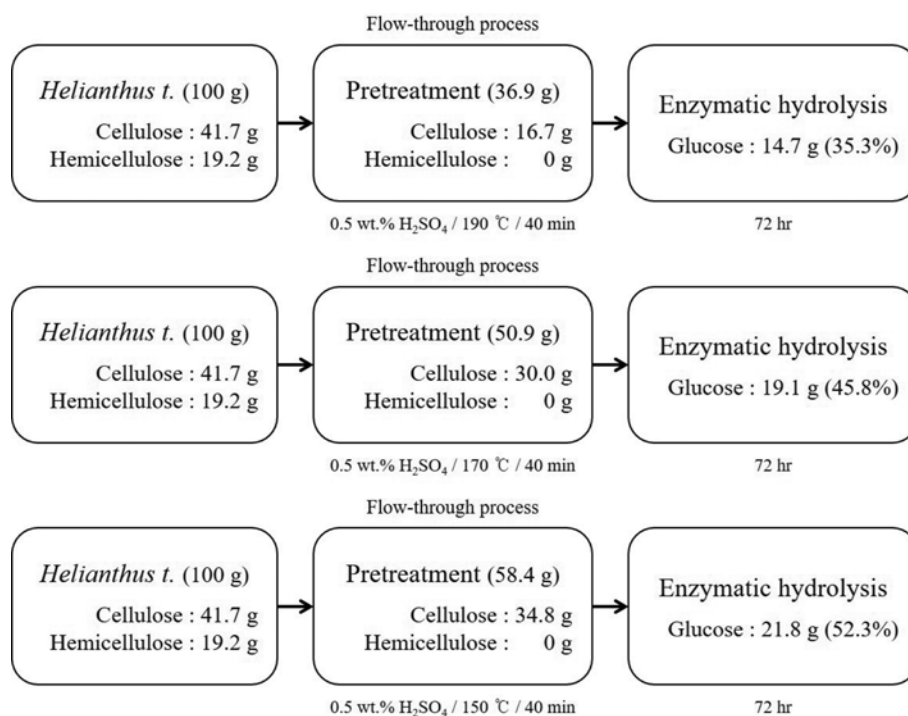 Flow-through process
Helianthus t. (100 g)
Cellulose : 41.7 g
Hemicellulose : 19.2 g
Pretreatment (36.9 g)
Cellulose : 16.7 g
Hemicellulose : 0 g
Enzymatic hydrolysis
Glucose : 14.7 g (35.3%)
0.5 wt.% H₂SO₄ / 190 ℃ / 40 min
72 hr
Flow-through process
Helianthus t. (100 g)
Cellulose : 41.7 g
Hemicellulose : 19.2 g
Pretreatment (50.9 g)
Cellulose : 30.0 g
Hemicellulose : 0 g
Enzymatic hydrolysis
Glucose : 19.1 g (45.8%)
0.5 wt.% H₂SO₄ / 170 ℃ / 40 min
72 hr
Flow-through process
Helianthus t. (100 g)
Cellulose : 41.7 g
Hemicellulose : 19.2 g
Pretreatment (58.4 g)
Cellulose : 34.8 g
Hemicellulose : 0 g
Enzymatic hydrolysis
Glucose : 21.8 g (52.3%)
0.5 wt.% H₂SO₄ / 150 ℃ / 40 min
72 hr